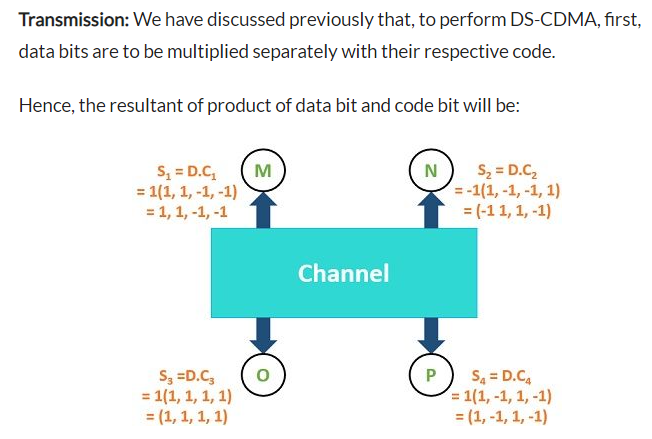 Transmission: We have discussed previously that, to perform DS-CDMA, first,
data bits are to be multiplied separately with their respective code.
Hence, the resultant of product of data bit and code bit will be:
S₁ = D.C₁
= 1(1, 1, -1, -1)
= 1, 1, -1, -1
M
N
S₂ = D.C₂
= -1(1, -1, -1, 1)
= (-1 1, 1, -1)
Channel
S₃ =D.C₃
= 1(1, 1, 1, 1)
= (1, 1, 1, 1)
O
P
S₄ = D.C₄
= 1(1, -1, 1, -1)
= (1, -1, 1, -1)